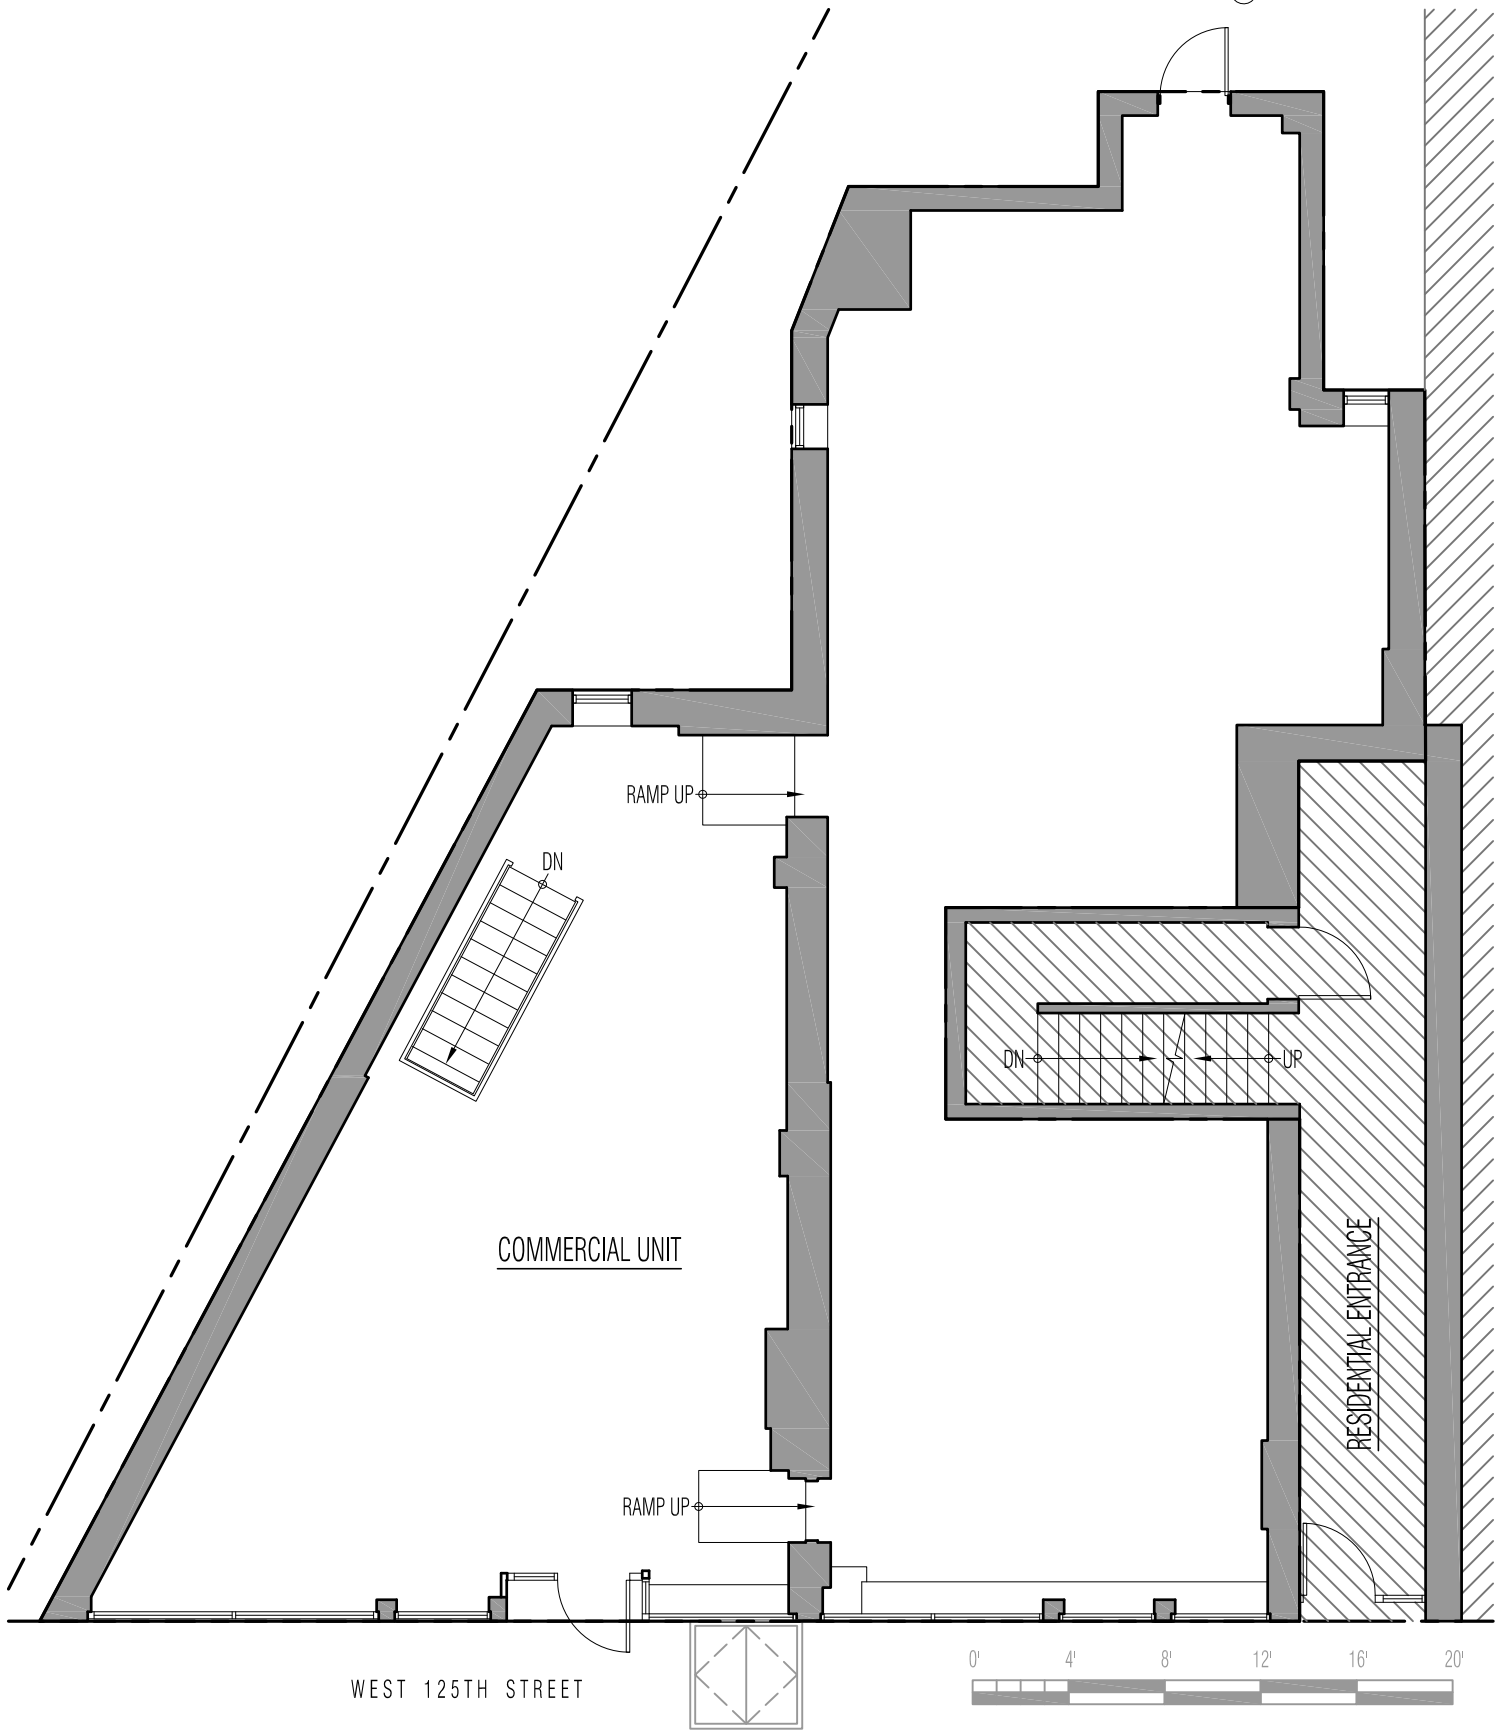 RAMP UP
DN
DN
UP
COMMERCIAL UNIT
RESIDENTIAL ENTRANCE
RAMP UP
WEST 125TH STREET
0' 4' 8' 12' 16' 20'